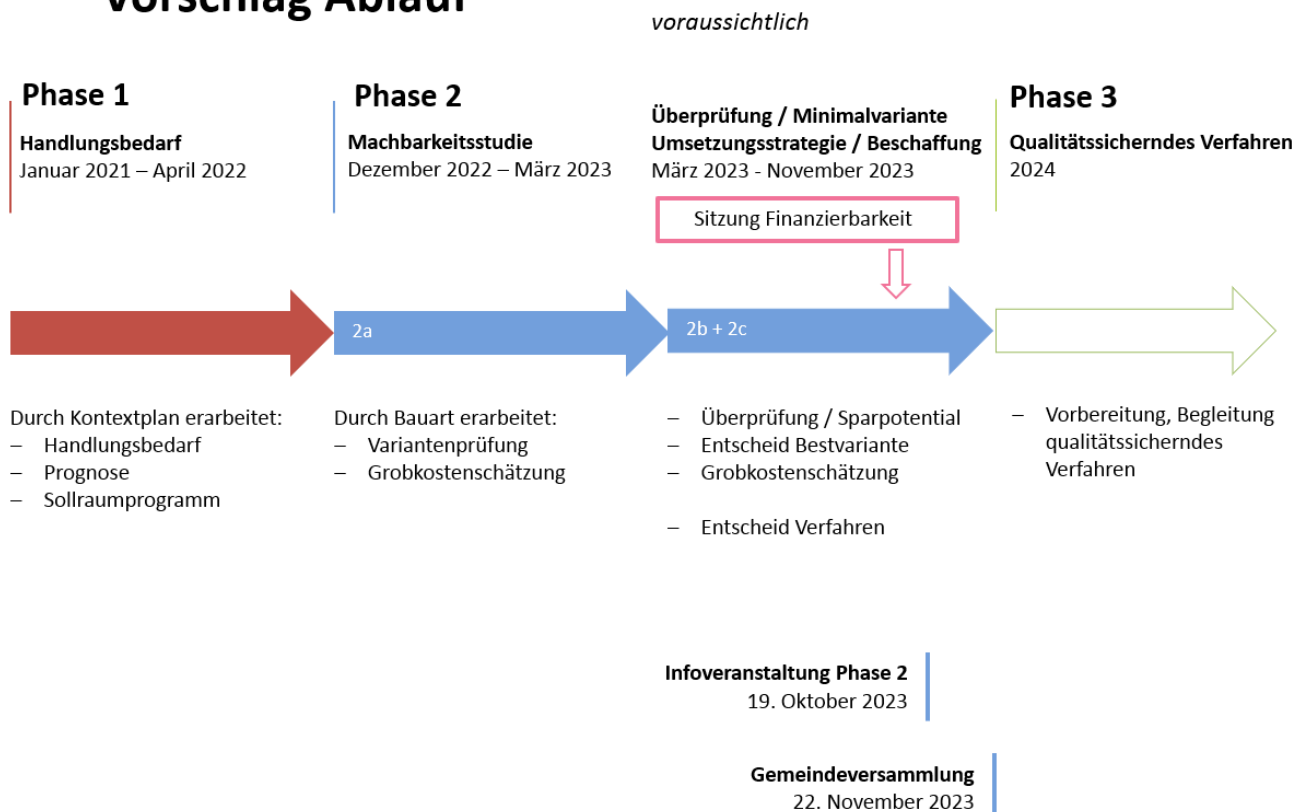 Vorschlag Ablauf
voraussichtlich
Phase 1
Handlungsbedarf
Januar 2021 – April 2022
Phase 2
Machbarkeitsstudie
Dezember 2022 – März 2023
Überprüfung / Minimalvariante
Umsetzungsstrategie / Beschaffung
März 2023 - November 2023
Sitzung Finanzierbarkeit
Phase 3
Qualitätssicherndes Verfahren
2024
2a
2b + 2c
Durch Kontextplan erarbeitet:
– Handlungsbedarf
– Prognose
– Sollraumprogramm
Durch Bauart erarbeitet:
– Variantenprüfung
– Grobkostenschätzung
– Überprüfung / Sparpotential
– Entscheid Bestvariante
– Grobkostenschätzung
– Entscheid Verfahren
– Vorbereitung, Begleitung
qualitätssicherndes
Verfahren
Infoveranstaltung Phase 2
19. Oktober 2023
Gemeindeversammlung
22. November 2023